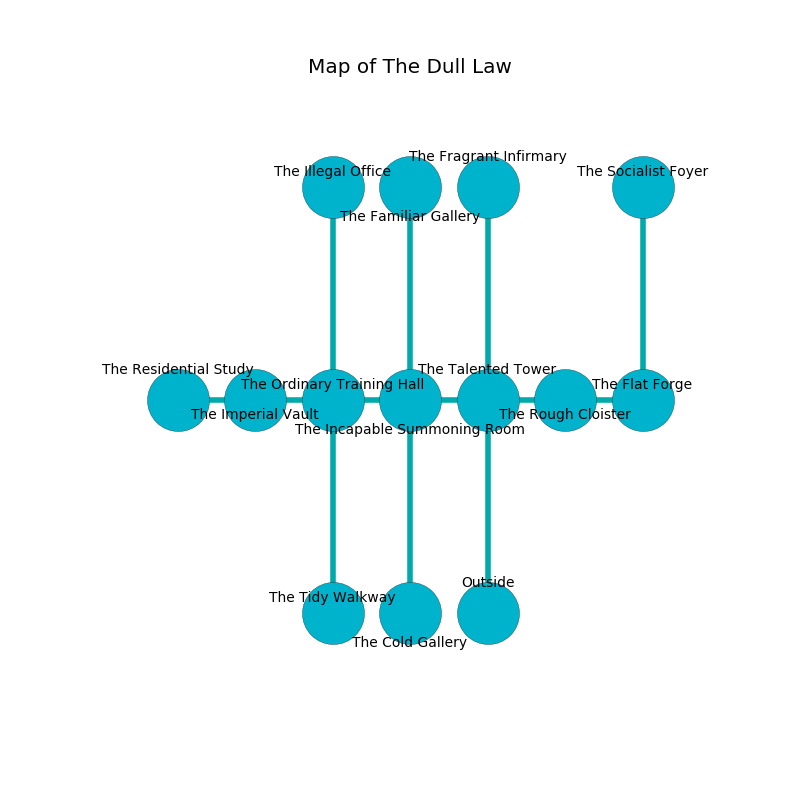 Map of The Dull Law
The Fragrant Infirmary
The Illegal Office
The Socialist Foyer
The Familiar Gallery
The Residential Study
The Talented Tower
The Ordinary Training Hall
The Flat Forge
The Imperial Vault
The Rough Cloister
The Incapable Summoning Room
Outside
The Tidy Walkway
The Cold Gallery